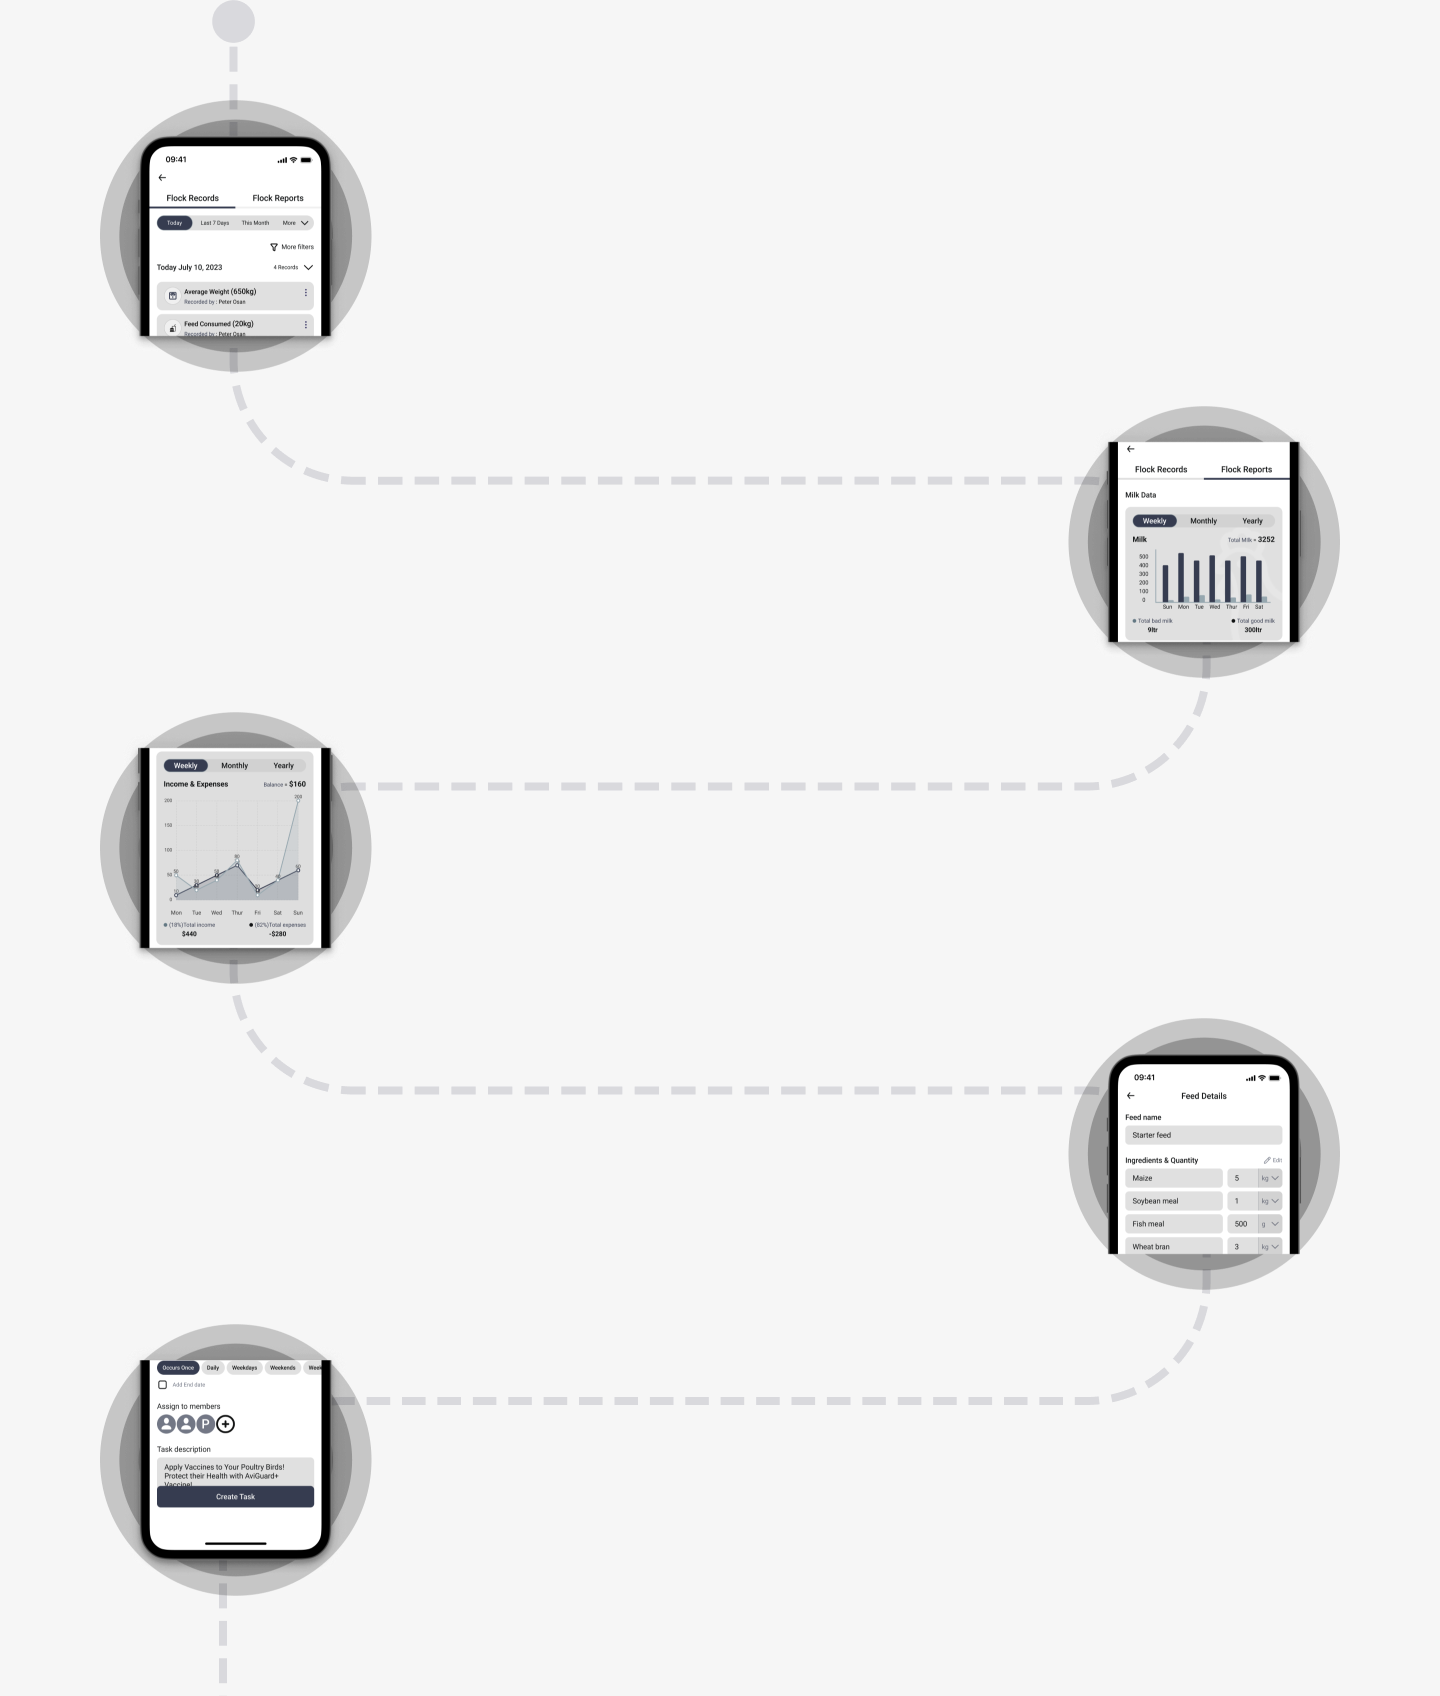 09:41
Flock Records Flock Reports
Today Last 7 Days This Month More
More filters
Today July 10, 2023 4 Records
Average Weight (650kg)
Recorded by : Peter Osan
Feed Consumed (20kg)
Recorded by : Peter Osan
Flock Records Flock Reports
Milk Data
Weekly Monthly Yearly
Milk Total Milk = 3252
500
400
300
200
100
0
Sun Mon Tue Wed Thur Fri Sat
Total bad milk Total good milk
9ltr 300ltr
Weekly Monthly Yearly
Income & Expenses Balance = $160
200
200
150
100
50
0
Mon Tue Wed Thur Fri Sat Sun
(18%)Total income (82%)Total expenses
$440 -$280
09:41
Feed Details
Feed name
Starter feed
Ingredients & Quantity Edit
Maize 5 kg
Soybean meal 1 kg
Fish meal 500 g
Wheat bran 3 kg
Occurs Once Daily Weekdays Weekends Week
Add End date
Assign to members
P
Task description
Apply Vaccines to Your Poultry Birds!
Protect their Health with AviGuard+
Vaccine!
Create Task